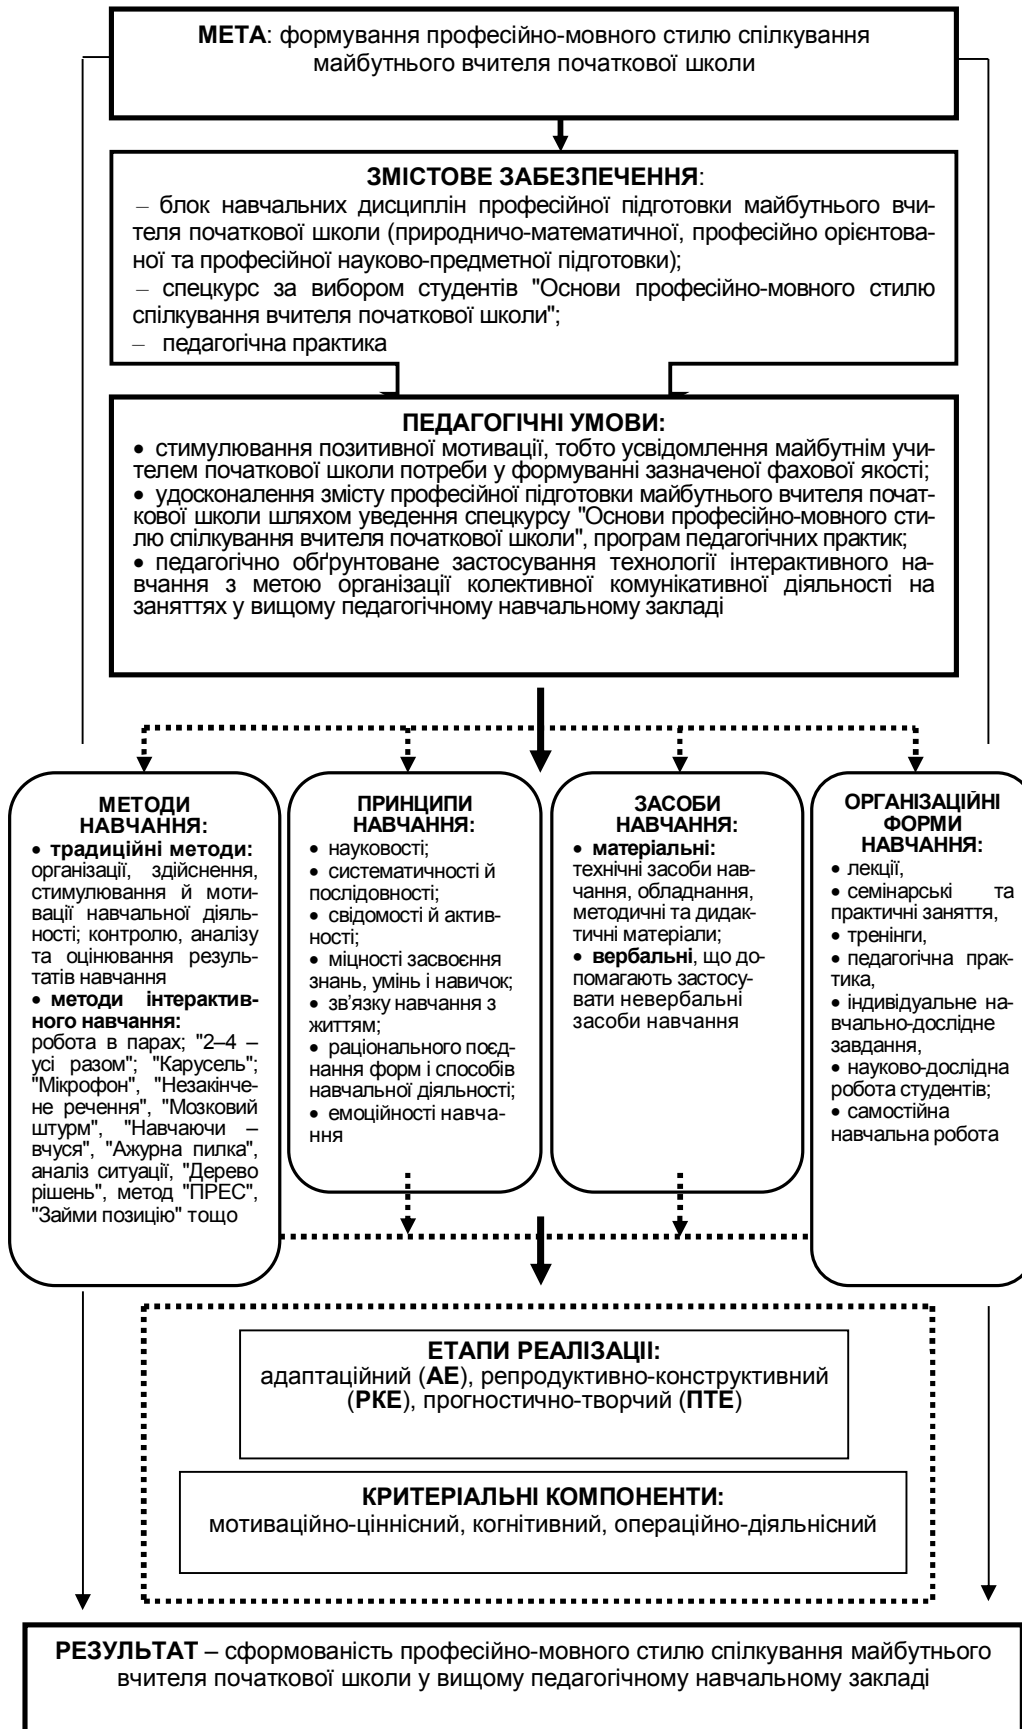 МЕТА: формування професійно-мовного стилю спілкування
майбутнього вчителя початкової школи
ЗМІСТОВЕ ЗАБЕЗПЕЧЕННЯ:
– блок навчальних дисциплін професійної підготовки майбутнього вчи-
теля початкової школи (природничо-математичної, професійно орієнтова-
ної та професійної науково-предметної підготовки);
– спецкурс за вибором студентів "Основи професійно-мовного стилю
спілкування вчителя початкової школи";
– педагогічна практика
ПЕДАГОГІЧНІ УМОВИ:
• стимулювання позитивної мотивації, тобто усвідомлення майбутнім учи-
телем початкової школи потреби у формуванні зазначеної фахової якості;
• удосконалення змісту професійної підготовки майбутнього вчителя почат-
кової школи шляхом уведення спецкурсу "Основи професійно-мовного сти-
лю спілкування вчителя початкової школи", програм педагогічних практик;
• педагогічно обґрунтоване застосування технології інтерактивного на-
вчання з метою організації колективної комунікативної діяльності на
заняттях у вищому педагогічному навчальному закладі
МЕТОДИ
НАВЧАННЯ:
• традиційні методи:
організації, здійснення,
стимулювання й моти-
вації навчальної діяль-
ності; контролю, аналізу
та оцінювання резуль-
татів навчання
• методи інтерактив-
ного навчання:
робота в парах; "2–4 –
усі разом"; "Карусель";
"Мікрофон", "Незакінче-
не речення", "Мозковий
штурм", "Навчаючи –
вчуся", "Ажурна пилка",
аналіз ситуації, "Дерево
рішень", метод "ПРЕС",
"Займи позицію" тощо
ПРИНЦИПИ
НАВЧАННЯ:
• науковості;
• систематичності й
послідовності;
• свідомості й актив-
ності;
• міцності засвоєння
знань, умінь і навичок;
• зв'язку навчання з
життям;
• раціонального поєд-
нання форм і способів
навчальної діяльності;
• емоційності навча-
ння
ЗАСОБИ
НАВЧАННЯ:
• матеріальні:
технічні засоби нав-
чання, обладнання,
методичні та дидак-
тичні матеріали;
• вербальні, що до-
помагають застосу-
вати невербальні
засоби навчання
ОРГАНІЗАЦІЙНІ
ФОРМИ
НАВЧАННЯ:
• лекції,
• семінарські та
практичні заняття,
• тренінги,
• педагогічна прак-
тика,
• індивідуальне на-
вчально-дослідне
завдання,
• науково-дослідна
робота студентів;
• самостійна
навчальна робота
ЕТАПИ РЕАЛІЗАЦІІ:
адаптаційний (АЕ), репродуктивно-конструктивний
(РКЕ), прогностично-творчий (ПТЕ)
КРИТЕРІАЛЬНІ КОМПОНЕНТИ:
мотиваційно-ціннісний, когнітивний, операційно-діяльнісний
РЕЗУЛЬТАТ – сформованість професійно-мовного стилю спілкування майбутнього
вчителя початкової школи у вищому педагогічному навчальному закладі